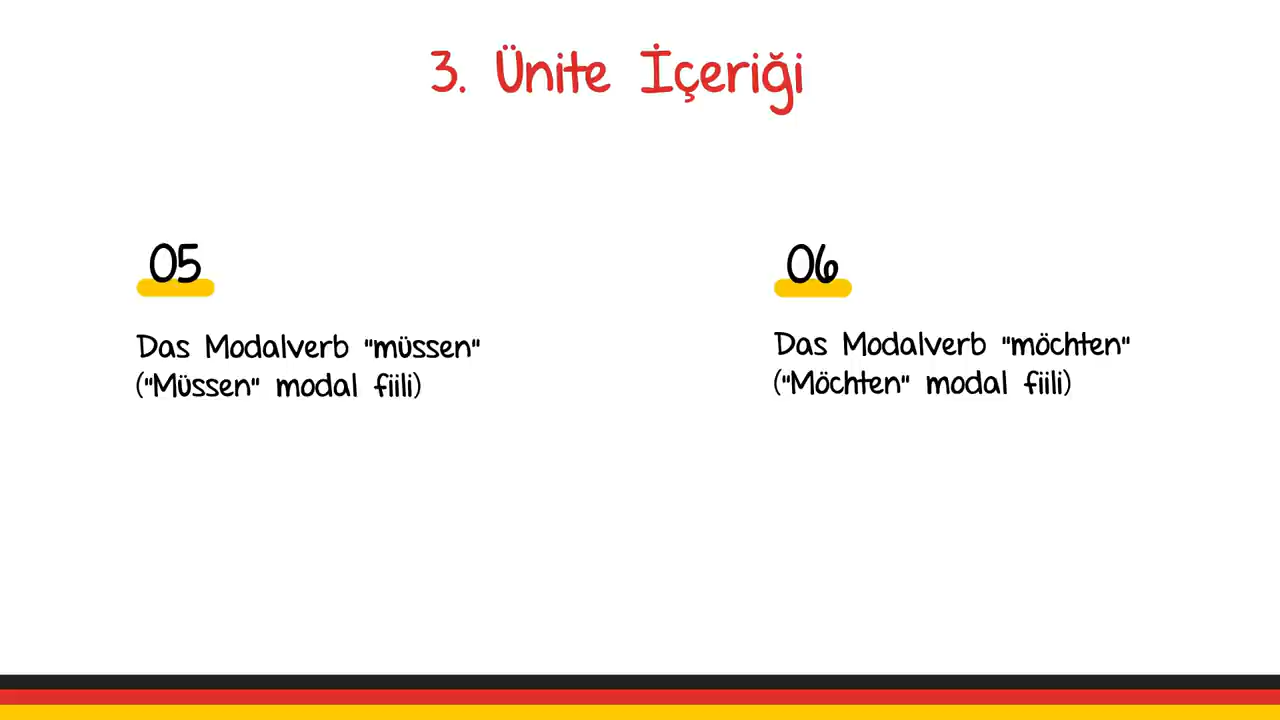 3. Ünite İçeriği
05
Das Modalverb "müssen"
("Müssen" modal fiili)
06
Das Modalverb "möchten"
("Möchten" modal fiili)